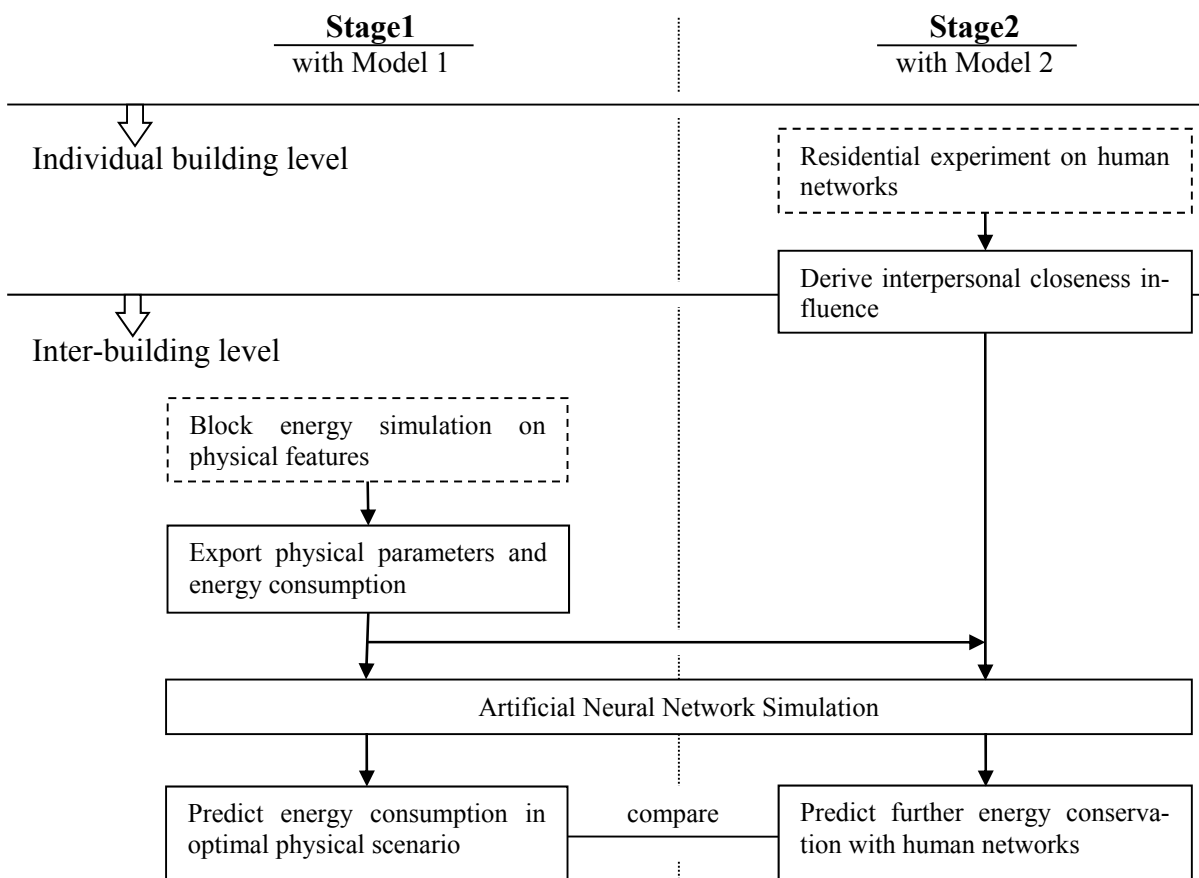 Stage1
with Model 1
Stage2
with Model 2
Individual building level
Residential experiment on human
networks
Derive interpersonal closeness in-
fluence
Inter-building level
Block energy simulation on
physical features
Export physical parameters and
energy consumption
Artificial Neural Network Simulation
Predict energy consumption in
optimal physical scenario
compare
Predict further energy conserva-
tion with human networks